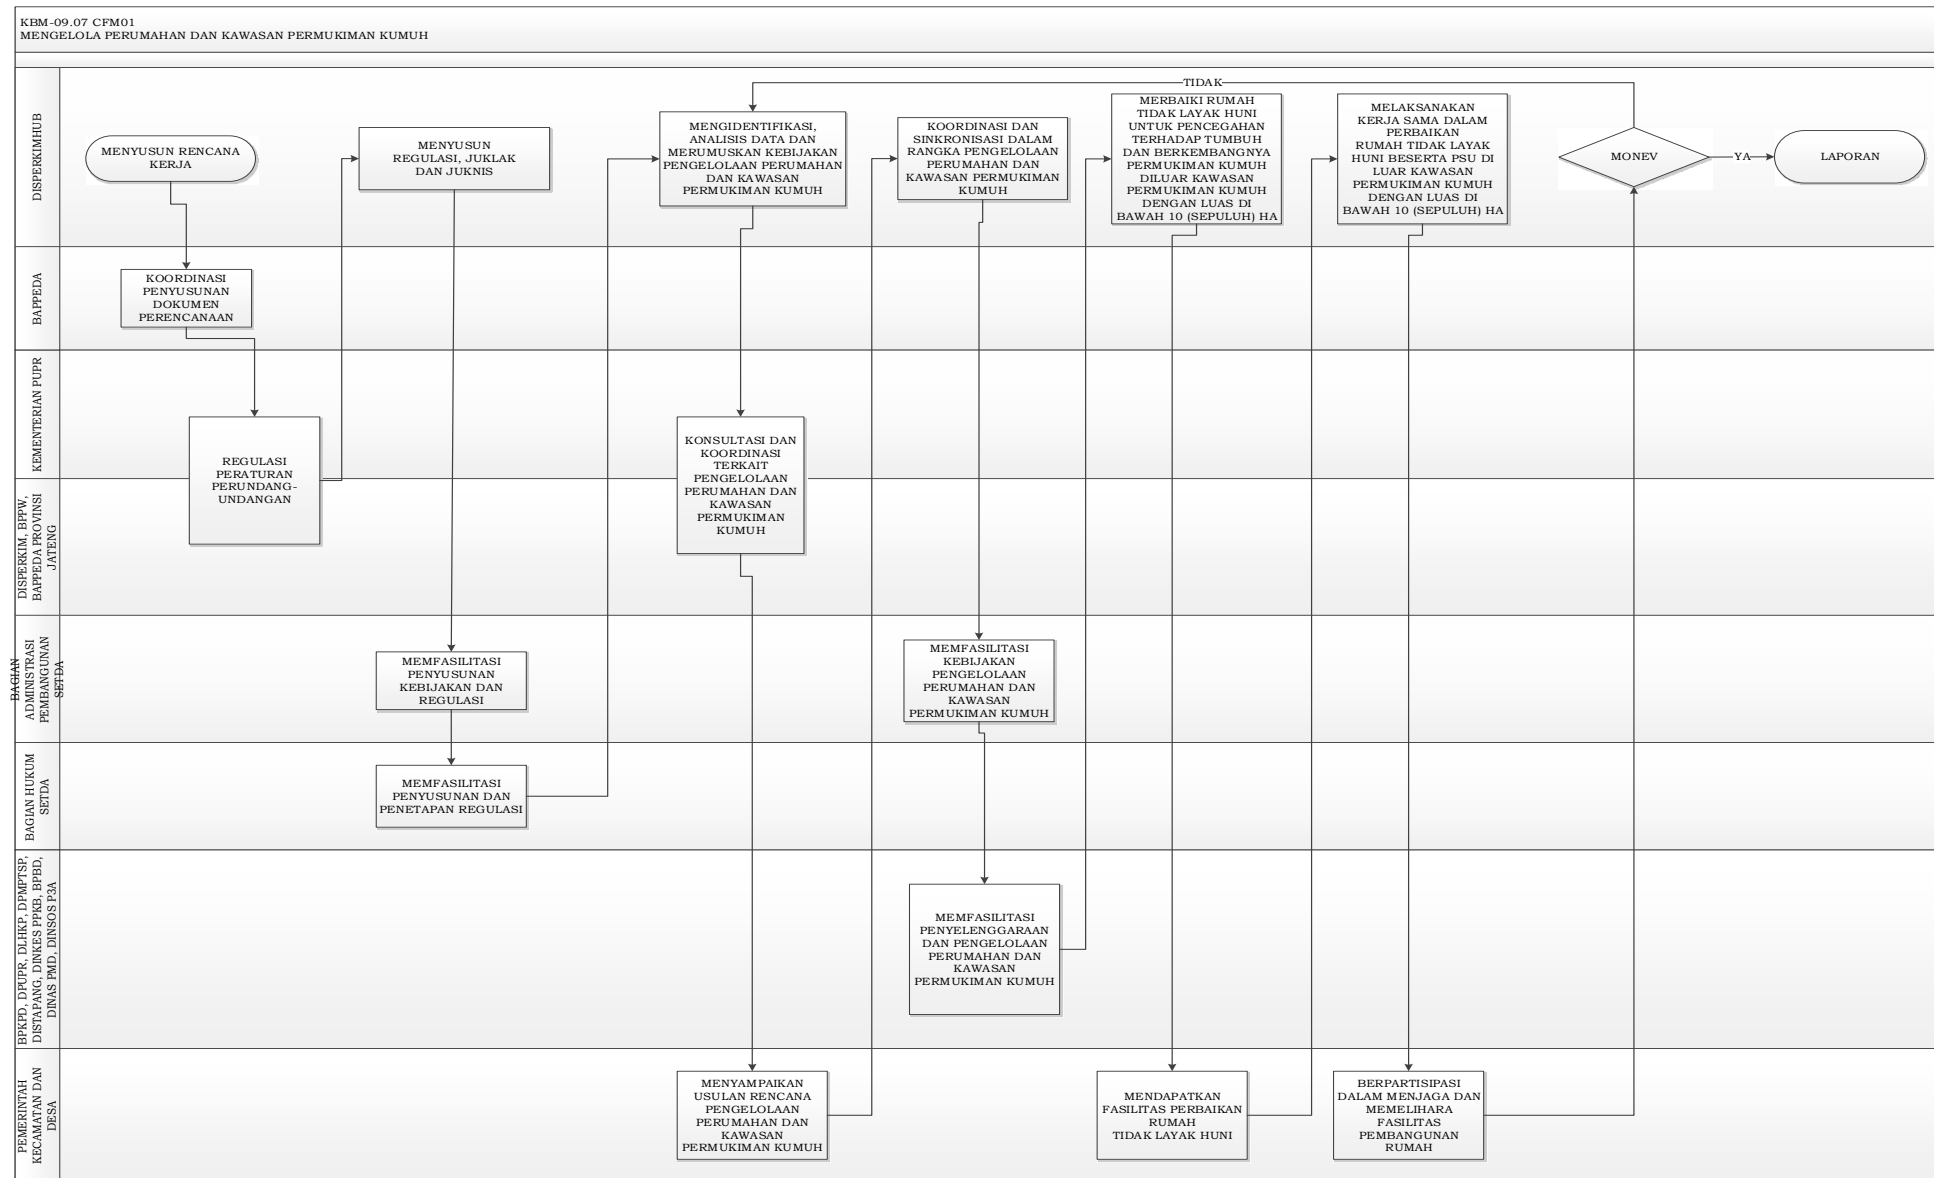 KBM-09.07 CFM01
MENGELOLA PERUMAHAN DAN KAWASAN PERMUKIMAN KUMUH
DISPERKIMHUB
MENYUSUN RENCANA
KERJA
MENYUSUN
REGULASI, JUKLAK
DAN JUKNIS
MENGIDENTIFIKASI,
ANALISIS DATA DAN
MERUMUSKAN KEBIJAKAN
PENGELOLAAN PERUMAHAN
DAN KAWASAN
PERMUKIMAN KUMUH
KOORDINASI DAN
SINKRONISASI DALAM
RANGKA PENGELOLAAN
PERUMAHAN DAN
KAWASAN PERMUKIMAN
KUMUH
TIDAK
MERBAIKI RUMAH
TIDAK LAYAK HUNI
UNTUK PENCEGAHAN
TERHADAP TUMBUH
DAN BERKEMBANGNYA
PERMUKIMAN KUMUH
DILUAR KAWASAN
PERMUKIMAN KUMUH
DENGAN LUAS DI
BAWAH 10 (SEPULUH) HA
MELAKSANAKAN
KERJA SAMA DALAM
PERBAIKAN
RUMAH TIDAK LAYAK
HUNI BESERTA PSU DI
LUAR KAWASAN
PERMUKIMAN KUMUH
DENGAN LUAS DI
BAWAH 10 (SEPULUH) HA
MONEV
YA
LAPORAN
BAPPEDA
KOORDINASI
PENYUSUNAN
DOKUMEN
PERENCANAAN
KEMENTERIAN PUPR
REGULASI
PERATURAN
PERUNDANG-
UNDANGAN
KONSULTASI DAN
KOORDINASI
TERKAIT
PENGELOLAAN
PERUMAHAN DAN
KAWASAN
PERMUKIMAN
KUMUH
DISPERKIM, BPPW,
BAPPEDA PROVINSI
JATENG
BAGIAN
ADMINISTRASI
PEMBANGUNAN
SETDA
MEMFASILITASI
PENYUSUNAN
KEBIJAKAN DAN
REGULASI
MEMFASILITASI
KEBIJAKAN
PENGELOLAAN
PERUMAHAN DAN
KAWASAN
PERMUKIMAN KUMUH
BAGIAN HUKUM
SETDA
MEMFASILITASI
PENYUSUNAN DAN
PENETAPAN REGULASI
BPKPD, DPUPR, DLHKP, DPMPTSP,
DISTAPANG, DINKES PPKB, BPBD,
DINAS PMD, DINSOS P3A
MEMFASILITASI
PENYELENGGARAAN
DAN PENGELOLAAN
PERUMAHAN DAN
KAWASAN
PERMUKIMAN KUMUH
PEMERINTAH
KECAMATAN DAN
DESA
MENYAMPAIKAN
USULAN RENCANA
PENGELOLAAN
PERUMAHAN DAN
KAWASAN
PERMUKIMAN KUMUH
MENDAPATKAN
FASILITAS PERBAIKAN
RUMAH
TIDAK LAYAK HUNI
BERPARTISIPASI
DALAM MENJAGA DAN
MEMELIHARA
FASILITAS
PEMBANGUNAN
RUMAH